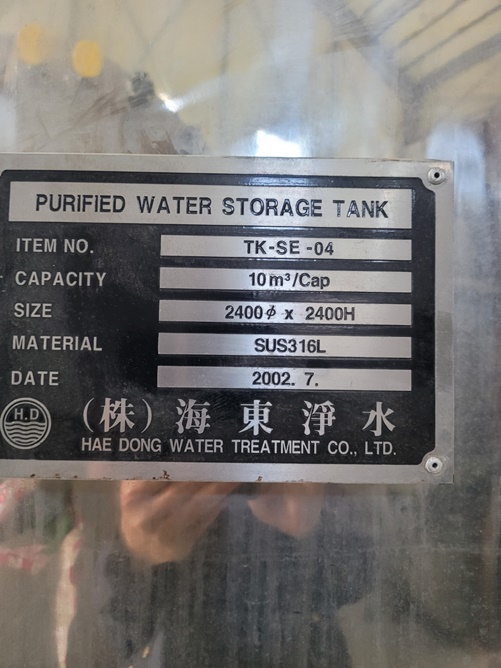 PURIFIED WATER STORAGE TANK
ITEM NO. TK-SE-04
CAPACITY 10m³/Cap
SIZE 2400ϕ x 2400H
MATERIAL SUS316L
DATE 2002. 7.
H.D (株) 海東淨水
HAE DONG WATER TREATMENT CO., LTD.